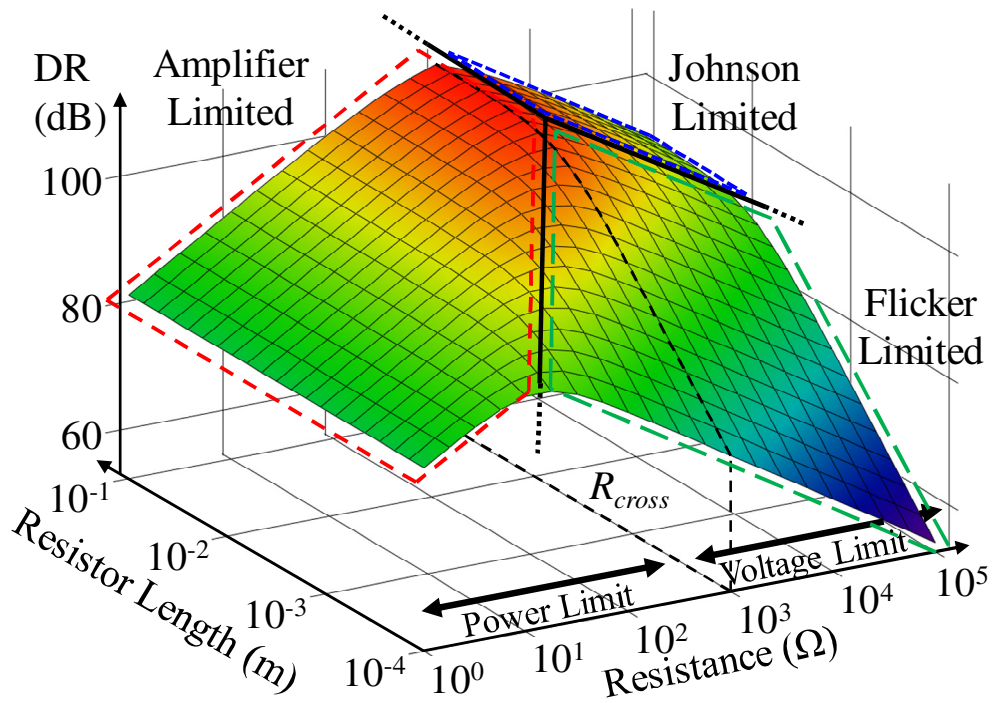 DR
(dB)
Amplifier
Limited
Johnson
Limited
Flicker
Limited
100
80
60
10⁻¹
10⁻²
10⁻³
10⁻⁴
Resistor Length (m)
R_cross
Power Limit
Voltage Limit
10⁰
10¹
10²
10³
10⁴
10⁵
Resistance (Ω)